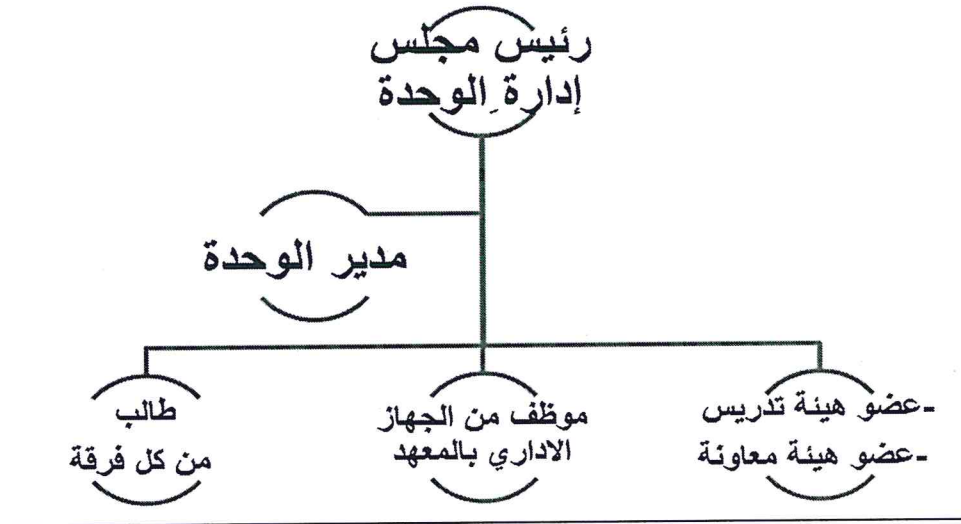 رئيس مجلس
إدارة الوحدة
مدير الوحدة
-عضو هيئة تدريس
-عضو هيئة معاونة
موظف من الجهاز
الاداري بالمعهد
طالب
من كل فرقة